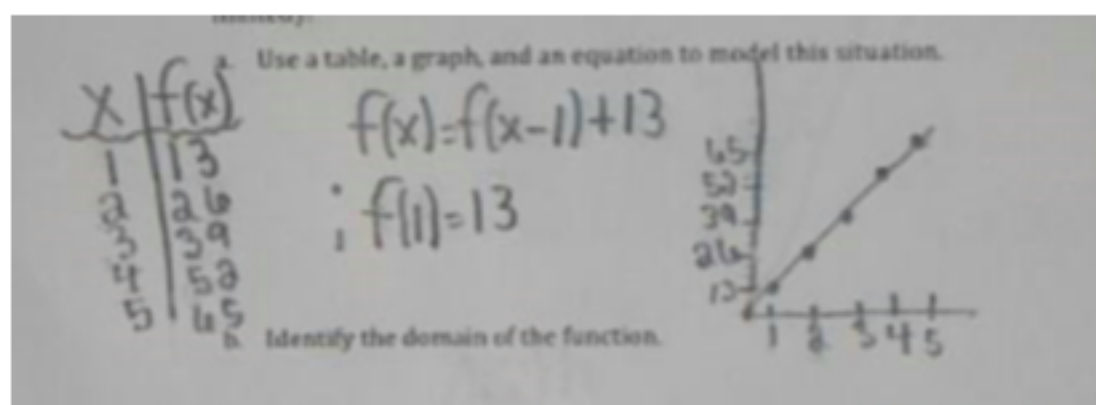 a. Use a table, a graph, and an equation to model this situation.
x f(x)
1 13
2 26
3 39
4 52
5 65
f(x)=f(x-1)+13
; f(1)=13
65
52
39
26
13
1 2 3 4 5
b. Identify the domain of the function.